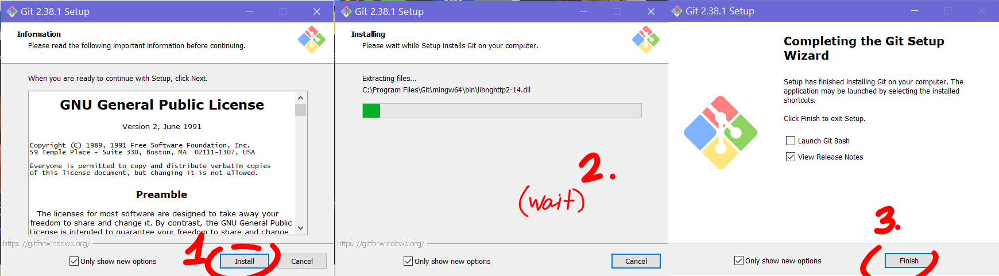 Git 2.38.1 Setup
Information
Please read the following important information before continuing.
When you are ready to continue with Setup, click Next.
GNU General Public License
Version 2, June 1991
Copyright (C) 1989, 1991 Free Software Foundation, Inc.
59 Temple Place - Suite 330, Boston, MA  02111-1307, USA
Everyone is permitted to copy and distribute verbatim copies
of this license document, but changing it is not allowed.
Preamble
The licenses for most software are designed to take away your
freedom to share and change it. By contrast, the GNU General Public
License is intended to guarantee your freedom to share and change
https://gitforwindows.org/
1
Only show new options
Install
Cancel
Git 2.38.1 Setup
Installing
Please wait while Setup installs Git on your computer.
Extracting files...
C:\Program Files\Git\mingw64\bin\libnghttp2-14.dll
2.
(wait)
https://gitforwindows.org/
Only show new options
Cancel
Git 2.38.1 Setup
Completing the Git Setup
Wizard
Setup has finished installing Git on your computer. The
application may be launched by selecting the installed
shortcuts.
Click Finish to exit Setup.
Launch Git Bash
View Release Notes
3.
Only show new options
Finish